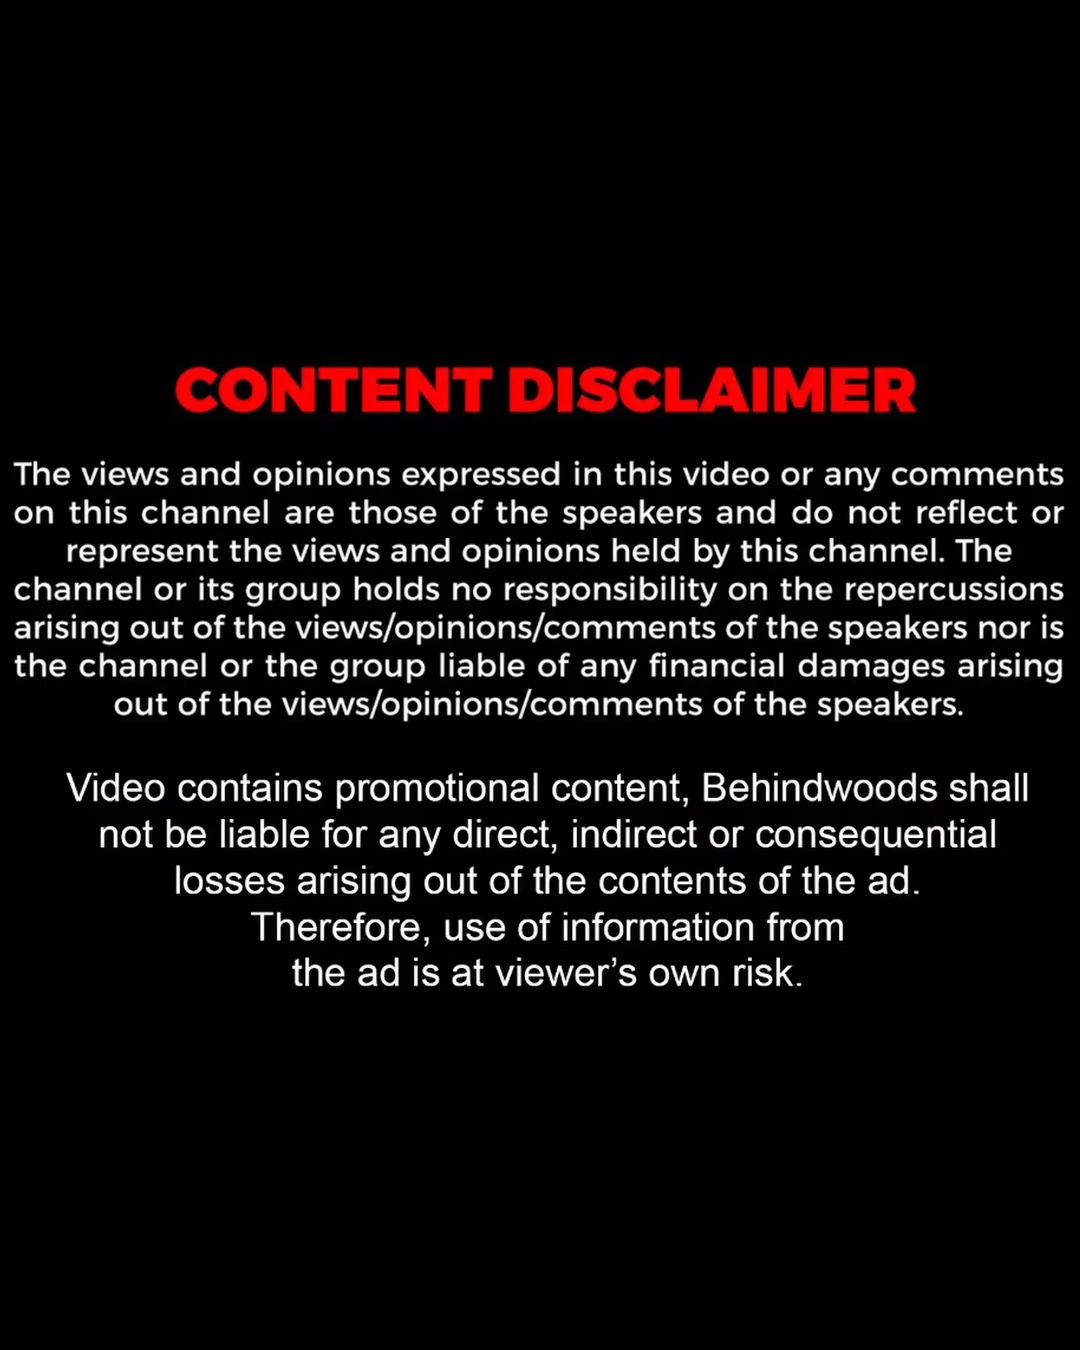 CONTENT DISCLAIMER
The views and opinions expressed in this video or any comments
on this channel are those of the speakers and do not reflect or
represent the views and opinions held by this channel. The
channel or its group holds no responsibility on the repercussions
arising out of the views/opinions/comments of the speakers nor is
the channel or the group liable of any financial damages arising
out of the views/opinions/comments of the speakers.
Video contains promotional content, Behindwoods shall
not be liable for any direct, indirect or consequential
losses arising out of the contents of the ad.
Therefore, use of information from
the ad is at viewer’s own risk.